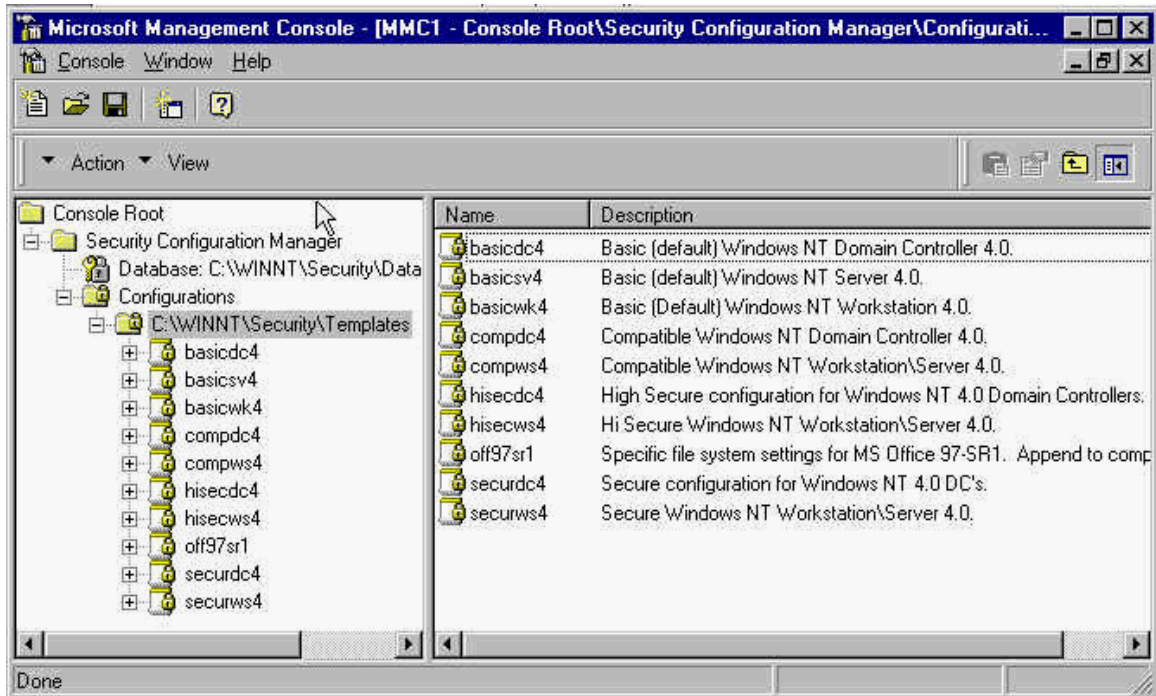 Microsoft Management Console - [MMC1 - Console Root\Security Configuration Manager\Configurati...
Console Window Help
Action View
Console Root
Security Configuration Manager
Database: C:\WINNT\Security\Data
Configurations
C:\WINNT\Security\Templates
basicdc4
basicsv4
basicwk4
compdc4
compws4
hisecdc4
hisecws4
off97sr1
securdc4
securws4
Name Description
basicdc4 Basic (default) Windows NT Domain Controller 4.0.
basicsv4 Basic (default) Windows NT Server 4.0.
basicwk4 Basic (Default) Windows NT Workstation 4.0.
compdc4 Compatible Windows NT Domain Controller 4.0.
compws4 Compatible Windows NT Workstation\Server 4.0.
hisecdc4 High Secure configuration for Windows NT 4.0 Domain Controllers.
hisecws4 Hi Secure Windows NT Workstation\Server 4.0.
off97sr1 Specific file system settings for MS Office 97-SR1. Append to comp
securdc4 Secure configuration for Windows NT 4.0 DC's.
securws4 Secure Windows NT Workstation\Server 4.0.
Done